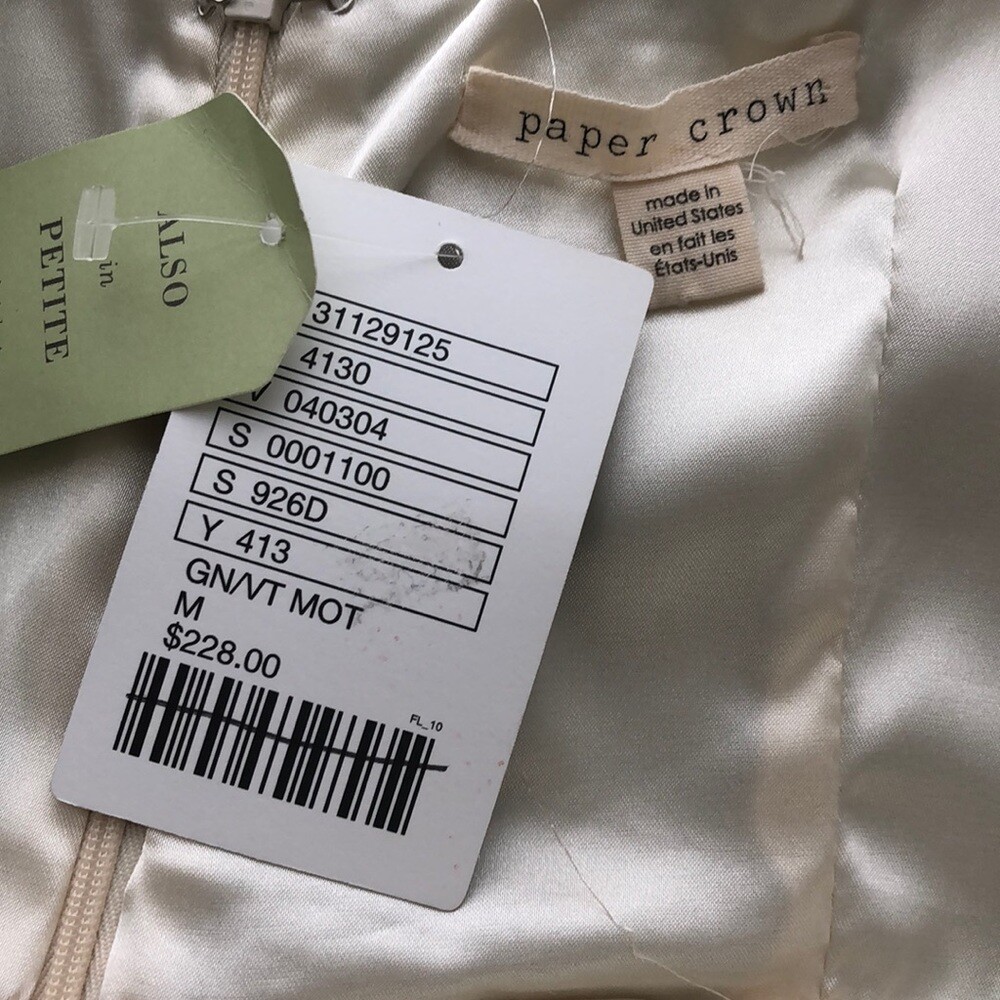 paper crown
made in
United States
en fait les
États-Unis
ALSO
in
PETITE
31129125
4130
V 040304
S 0001100
S 926D
Y 413
GN/VT MOT
M
$228.00
FL_10